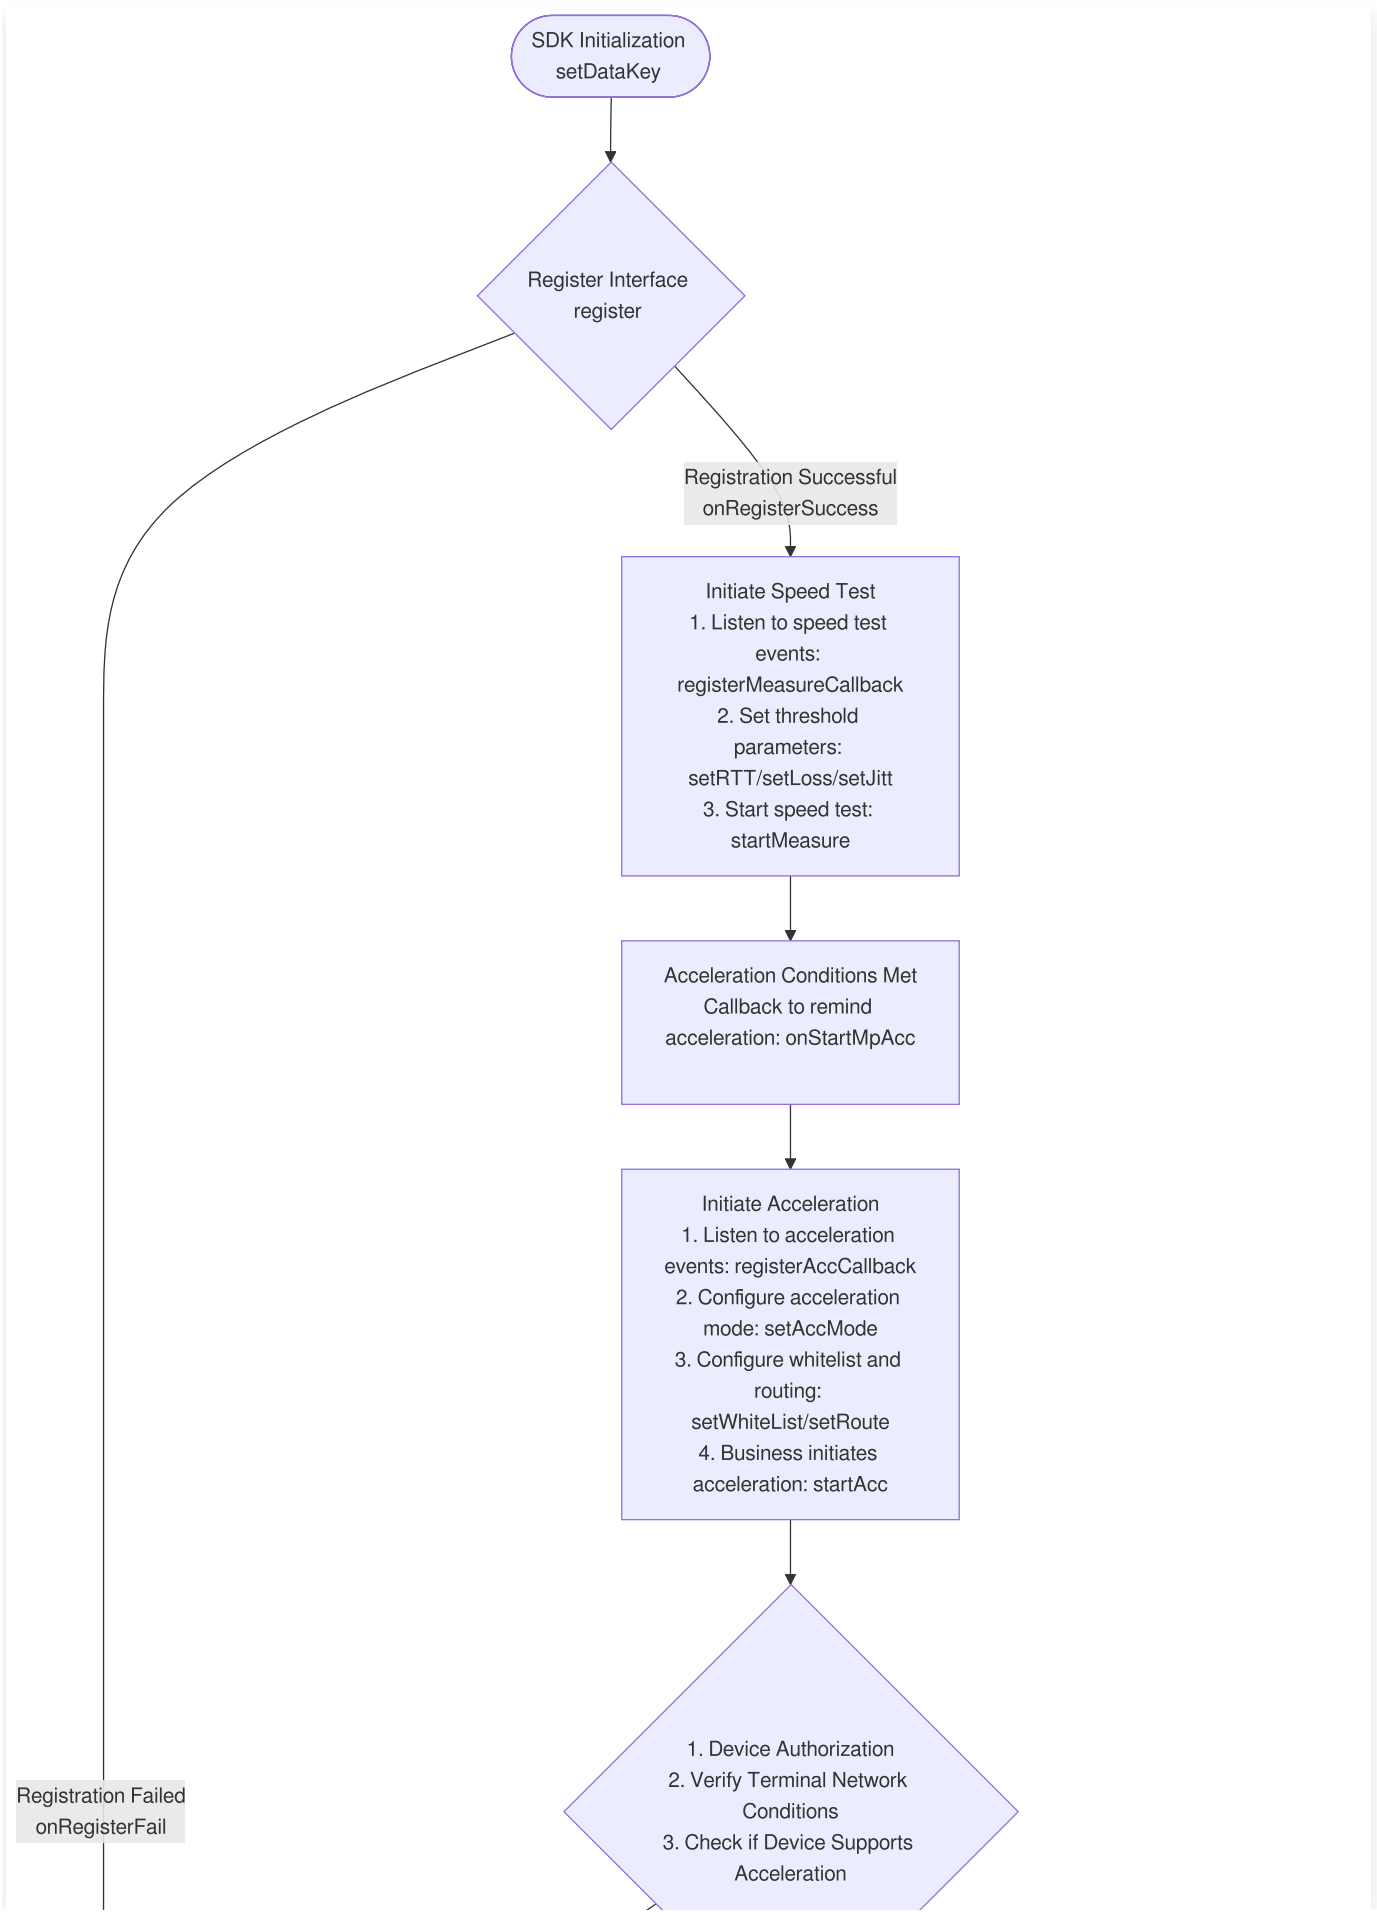 SDK Initialization
setDataKey
Register Interface
register
Registration Successful
onRegisterSuccess
Initiate Speed Test
1. Listen to speed test
events:
registerMeasureCallback
2. Set threshold
parameters:
setRTT/setLoss/setJitt
3. Start speed test:
startMeasure
Acceleration Conditions Met
Callback to remind
acceleration: onStartMpAcc
Initiate Acceleration
1. Listen to acceleration
events: registerAccCallback
2. Configure acceleration
mode: setAccMode
3. Configure whitelist and
routing:
setWhiteList/setRoute
4. Business initiates
acceleration: startAcc
1. Device Authorization
2. Verify Terminal Network
Conditions
3. Check if Device Supports
Acceleration
Registration Failed
onRegisterFail